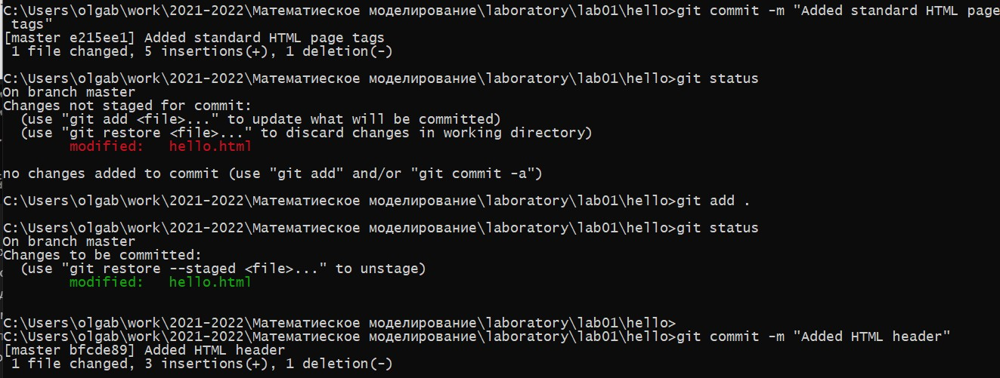 C:\Users\olgab\work\2021-2022\Математиеское моделирование\laboratory\lab01\hello>git commit -m "Added standard HTML page
 tags"
[master e215ee1] Added standard HTML page tags
 1 file changed, 5 insertions(+), 1 deletion(-)
C:\Users\olgab\work\2021-2022\Математиеское моделирование\laboratory\lab01\hello>git status
On branch master
Changes not staged for commit:
  (use "git add <file>..." to update what will be committed)
  (use "git restore <file>..." to discard changes in working directory)
        modified:   hello.html
no changes added to commit (use "git add" and/or "git commit -a")
C:\Users\olgab\work\2021-2022\Математиеское моделирование\laboratory\lab01\hello>git add .
C:\Users\olgab\work\2021-2022\Математиеское моделирование\laboratory\lab01\hello>git status
On branch master
Changes to be committed:
  (use "git restore --staged <file>..." to unstage)
        modified:   hello.html
C:\Users\olgab\work\2021-2022\Математиеское моделирование\laboratory\lab01\hello>
C:\Users\olgab\work\2021-2022\Математиеское моделирование\laboratory\lab01\hello>git commit -m "Added HTML header"
[master bfcde89] Added HTML header
 1 file changed, 3 insertions(+), 1 deletion(-)